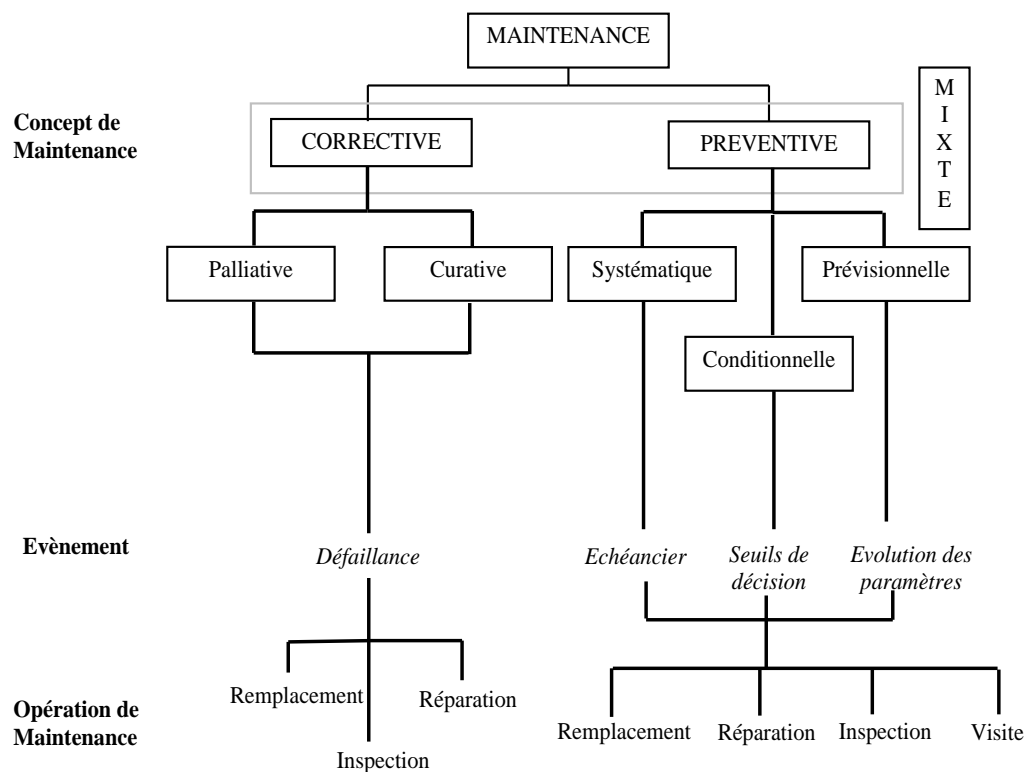 MAINTENANCE
M
I
X
T
E
Concept de
Maintenance
CORRECTIVE
PREVENTIVE
Palliative
Curative
Systématique
Prévisionnelle
Conditionnelle
Evènement
Défaillance
Echéancier
Seuils de
décision
Evolution des
paramètres
Opération de
Maintenance
Remplacement
Réparation
Inspection
Remplacement
Réparation
Inspection
Visite